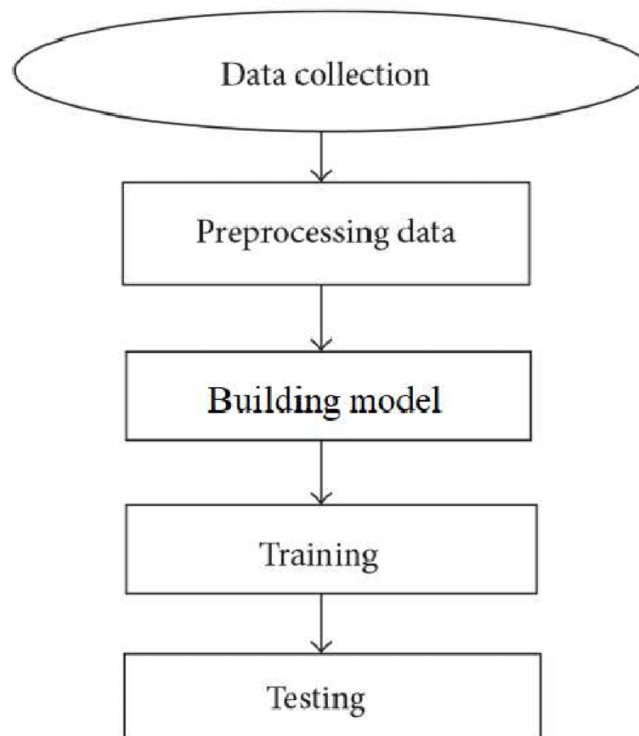 Data collection
Preprocessing data
Building model
Training
Testing